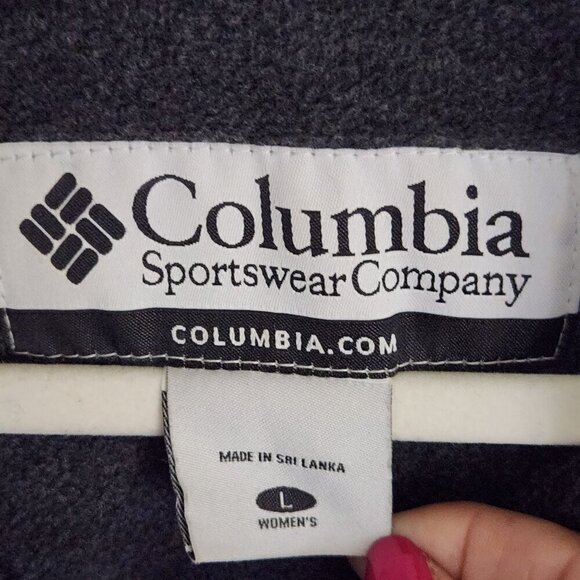 Columbia
Sportswear Company
COLUMBIA.COM
MADE IN SRI LANKA
L
WOMEN'S